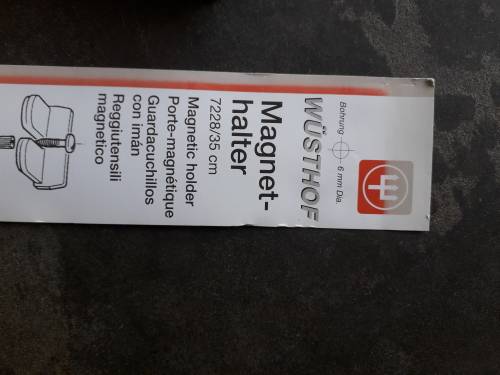 Bohrung 6 mm Dia.
WÜSTHOF
Magnet-
halter
7228/35 cm
Magnetic holder
Porte-magnétique
Guardacuchillos
con imán
Reggiutensili
magnetico